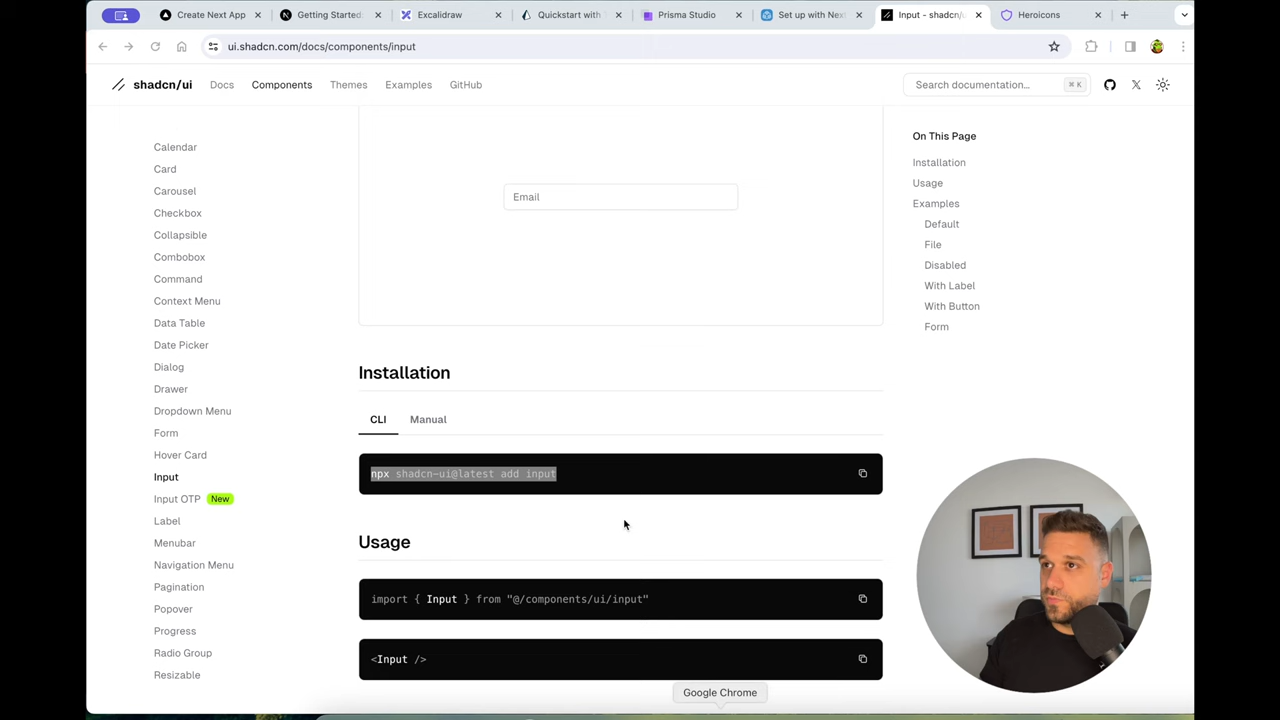 Create Next App
Getting Started:
Excalidraw
Quickstart with
Prisma Studio
Set up with Next
Input - shadcn/u
Heroicons
ui.shadcn.com/docs/components/input
shadcn/ui
Docs
Components
Themes
Examples
GitHub
Search documentation...
⌘ K
Calendar
Card
Carousel
Checkbox
Collapsible
Combobox
Command
Context Menu
Data Table
Date Picker
Dialog
Drawer
Dropdown Menu
Form
Hover Card
Input
Input OTP New
Label
Menubar
Navigation Menu
Pagination
Popover
Progress
Radio Group
Resizable
Email
Installation
CLI
Manual
npx shadcn-ui@latest add input
Usage
import { Input } from "@/components/ui/input"
<Input />
On This Page
Installation
Usage
Examples
Default
File
Disabled
With Label
With Button
Form
Google Chrome